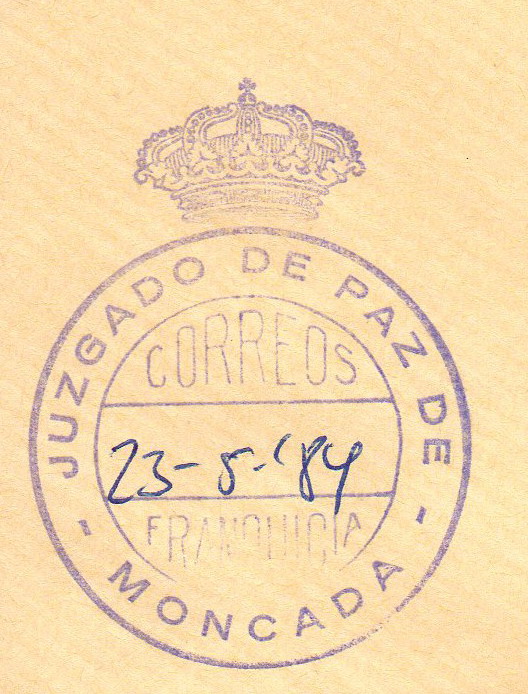 JUZGADO DE PAZ DE
CORREOS
23-5-'84
FRANQUICIA
- MONCADA -